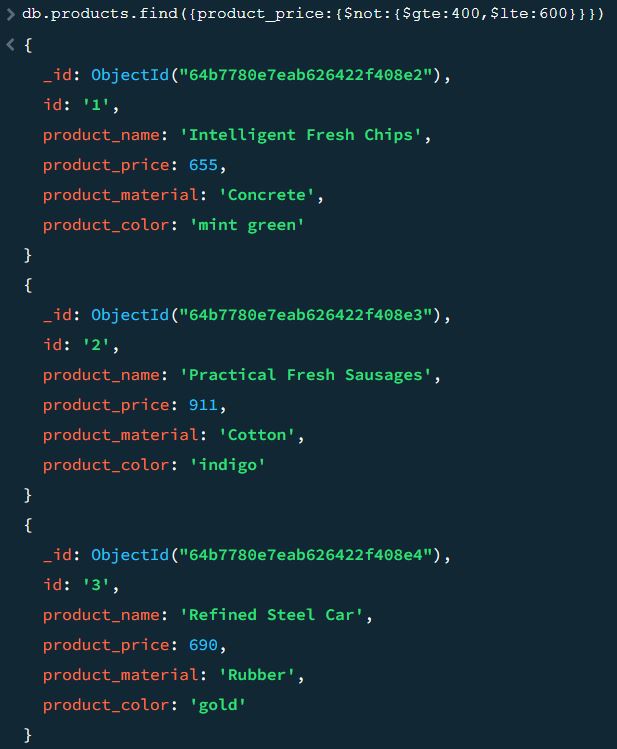 > db.products.find({product_price:{$not:{$gte:400,$lte:600}}})
< {
_id: ObjectId("64b7780e7eab626422f408e2"),
id: '1',
product_name: 'Intelligent Fresh Chips',
product_price: 655,
product_material: 'Concrete',
product_color: 'mint green'
}
{
_id: ObjectId("64b7780e7eab626422f408e3"),
id: '2',
product_name: 'Practical Fresh Sausages',
product_price: 911,
product_material: 'Cotton',
product_color: 'indigo'
}
{
_id: ObjectId("64b7780e7eab626422f408e4"),
id: '3',
product_name: 'Refined Steel Car',
product_price: 690,
product_material: 'Rubber',
product_color: 'gold'
}